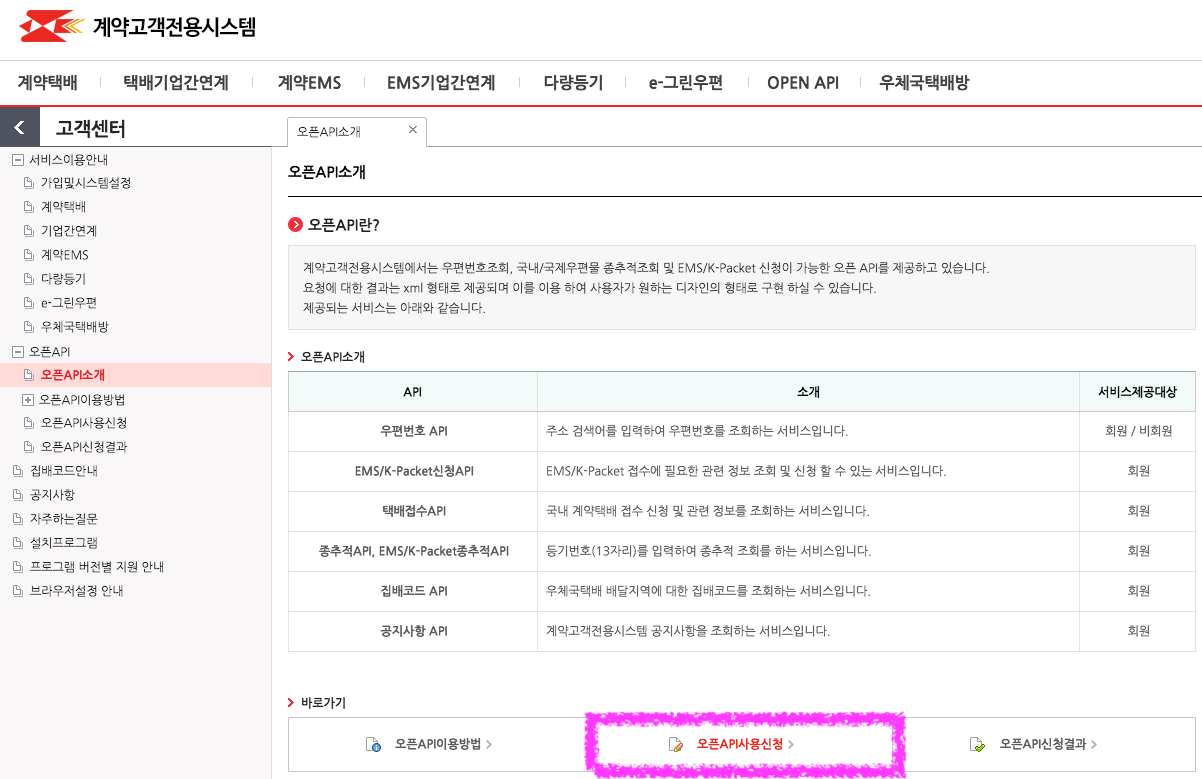 계약고객전용시스템
계약택배 택배기업간연계 계약EMS EMS기업간연계 다량등기 e-그린우편 OPEN API 우체국택배방
고객센터
서비스이용안내
가입및시스템설정
계약택배
기업간연계
계약EMS
다량등기
e-그린우편
우체국택배방
오픈API
오픈API소개
오픈API이용방법
오픈API사용신청
오픈API신청결과
집배코드안내
공지사항
자주하는질문
설치프로그램
프로그램 버전별 지원 안내
브라우저설정 안내
오픈API소개
오픈API소개
오픈API란?
계약고객전용시스템에서는 우편번호조회, 국내/국제우편물 종추적조회 및 EMS/K-Packet 신청이 가능한 오픈 API를 제공하고 있습니다.
요청에 대한 결과는 xml 형태로 제공되며 이를 이용 하여 사용자가 원하는 디자인의 형태로 구현 하실 수 있습니다.
제공되는 서비스는 아래와 같습니다.
오픈API소개
API 소개 서비스제공대상
우편번호 API 주소 검색어를 입력하여 우편번호를 조회하는 서비스입니다. 회원 / 비회원
EMS/K-Packet신청API EMS/K-Packet 접수에 필요한 관련 정보 조회 및 신청 할 수 있는 서비스입니다. 회원
택배접수API 국내 계약택배 접수 신청 및 관련 정보를 조회하는 서비스입니다. 회원
종추적API, EMS/K-Packet종추적API 등기번호(13자리)를 입력하여 종추적 조회를 하는 서비스입니다. 회원
집배코드 API 우체국택배 배달지역에 대한 집배코드를 조회하는 서비스입니다. 회원
공지사항 API 계약고객전용시스템 공지사항을 조회하는 서비스입니다. 회원
바로가기
오픈API이용방법 오픈API사용신청 오픈API신청결과